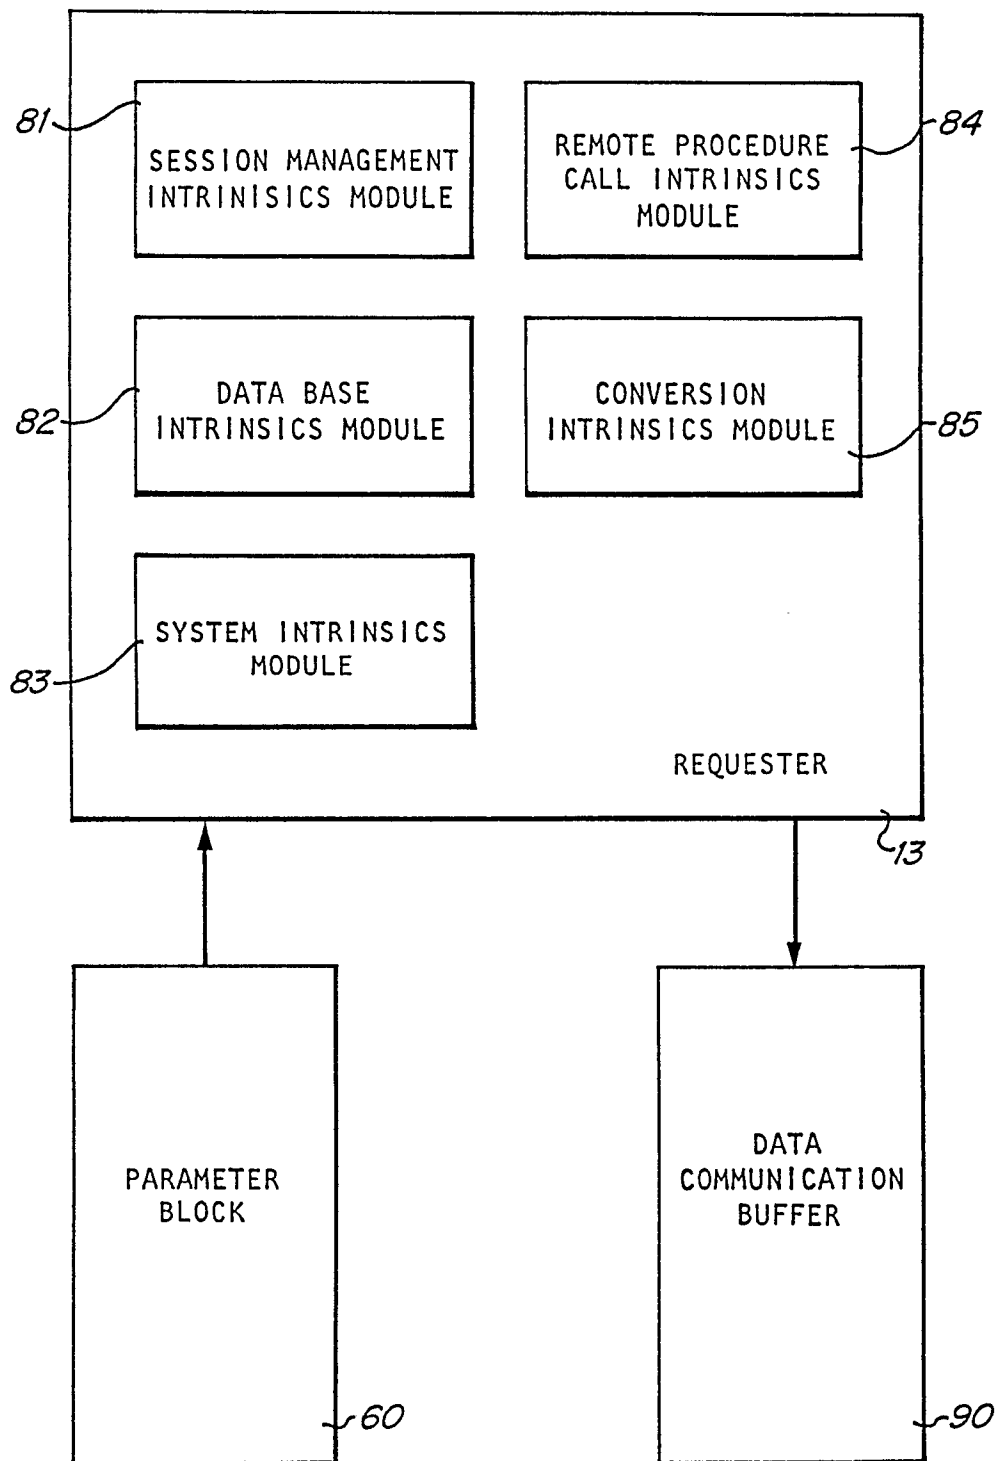 81
SESSION MANAGEMENT
INTRINISICS MODULE
REMOTE PROCEDURE
CALL INTRINSICS
MODULE
84
82
DATA BASE
INTRINSICS MODULE
CONVERSION
INTRINSICS MODULE
85
83
SYSTEM INTRINSICS
MODULE
REQUESTER
13
PARAMETER
BLOCK
60
DATA
COMMUNICATION
BUFFER
90